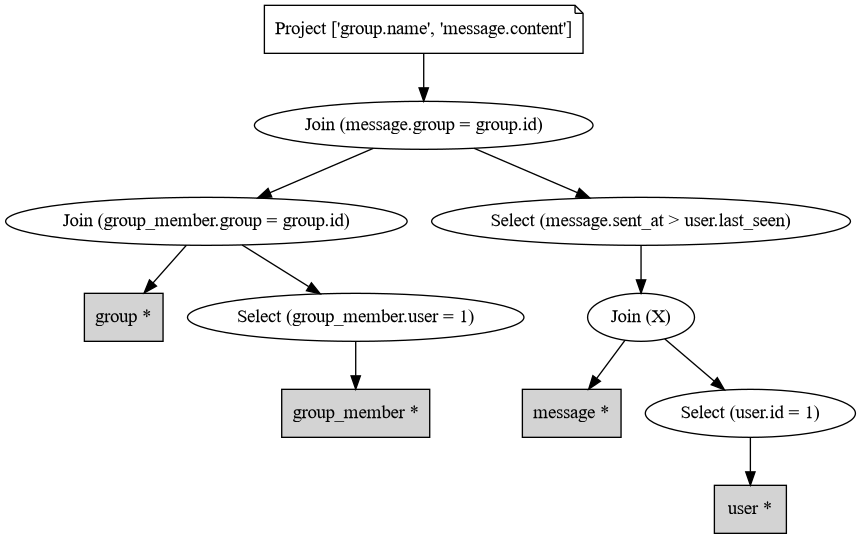 Project ['group.name', 'message.content']
Join (message.group = group.id)
Join (group_member.group = group.id)
Select (message.sent_at > user.last_seen)
group *
Select (group_member.user = 1)
Join (X)
group_member *
message *
Select (user.id = 1)
user *